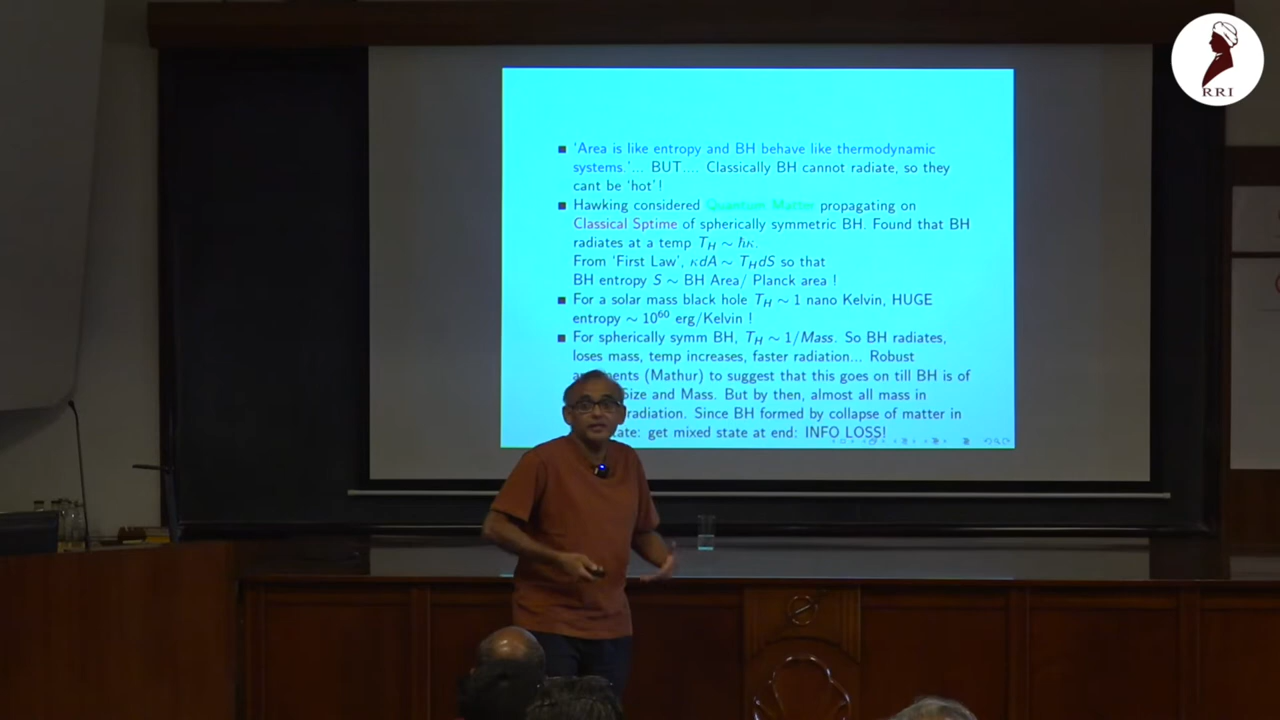 RRI
'Area is like entropy and BH behave like thermodynamic
systems.'... BUT.... Classically BH cannot radiate, so they
cant be 'hot'!
Hawking considered Quantum Matter propagating on
Classical Sptime of spherically symmetric BH. Found that BH
radiates at a temp T_H ∼ ℏκ.
From 'First Law', κdA ∼ T_HdS so that
BH entropy S ∼ BH Area/ Planck area !
For a solar mass black hole T_H ∼ 1 nano Kelvin, HUGE
entropy ∼ 10^60 erg/Kelvin !
For spherically symm BH, T_H ∼ 1/Mass. So BH radiates,
loses mass, temp increases, faster radiation... Robust
(Mathur) to suggest that this goes on till BH is of
Size and Mass. But by then, almost all mass in
radiation. Since BH formed by collapse of matter in
get mixed state at end: INFO LOSS!